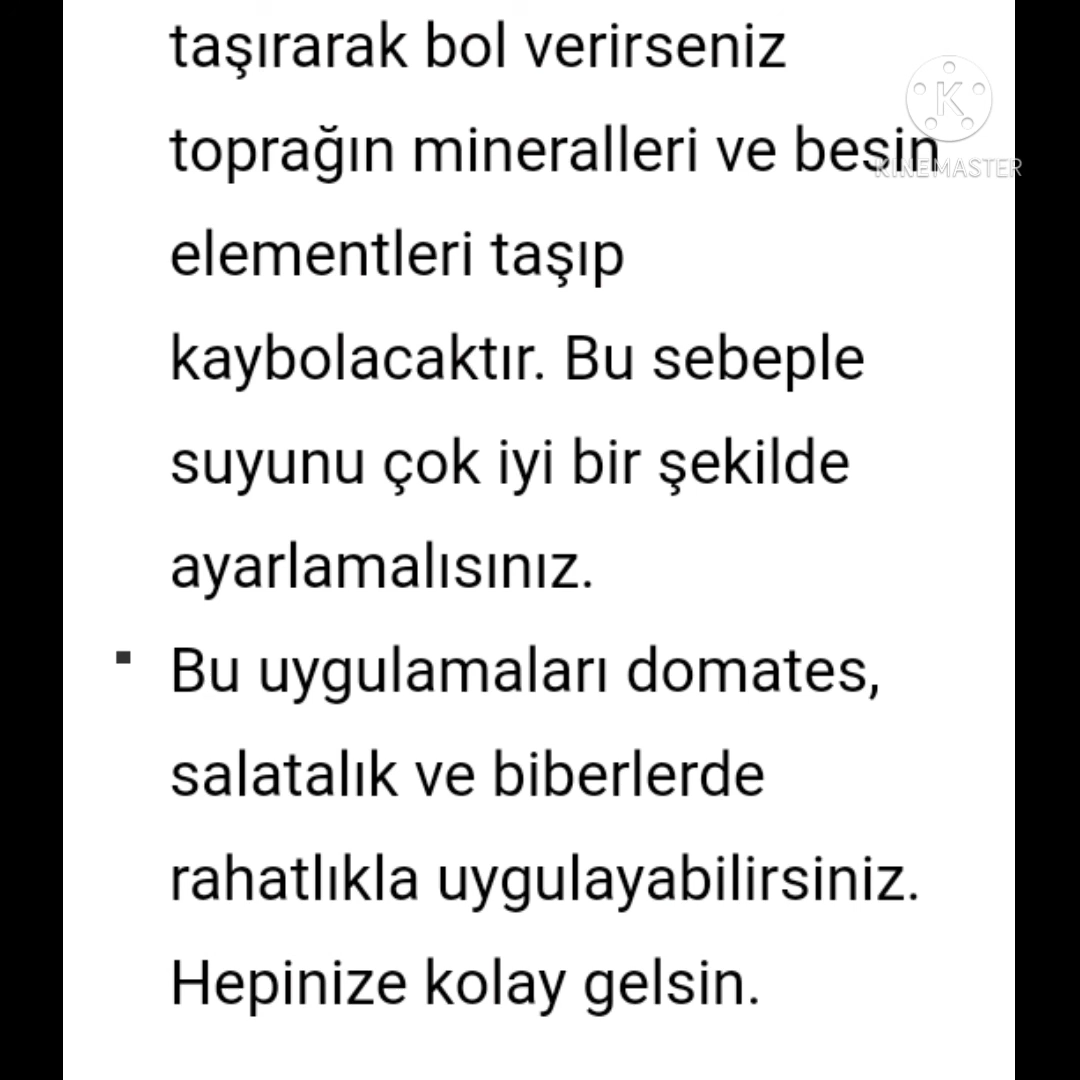 taşırarak bol verirseniz
K
toprağın mineralleri ve besin
KINEMASTER
elementleri taşıp
kaybolacaktır. Bu sebeple
suyunu çok iyi bir şekilde
ayarlamalısınız.
▪ Bu uygulamaları domates,
salatalık ve biberlerde
rahatlıkla uygulayabilirsiniz.
Hepinize kolay gelsin.